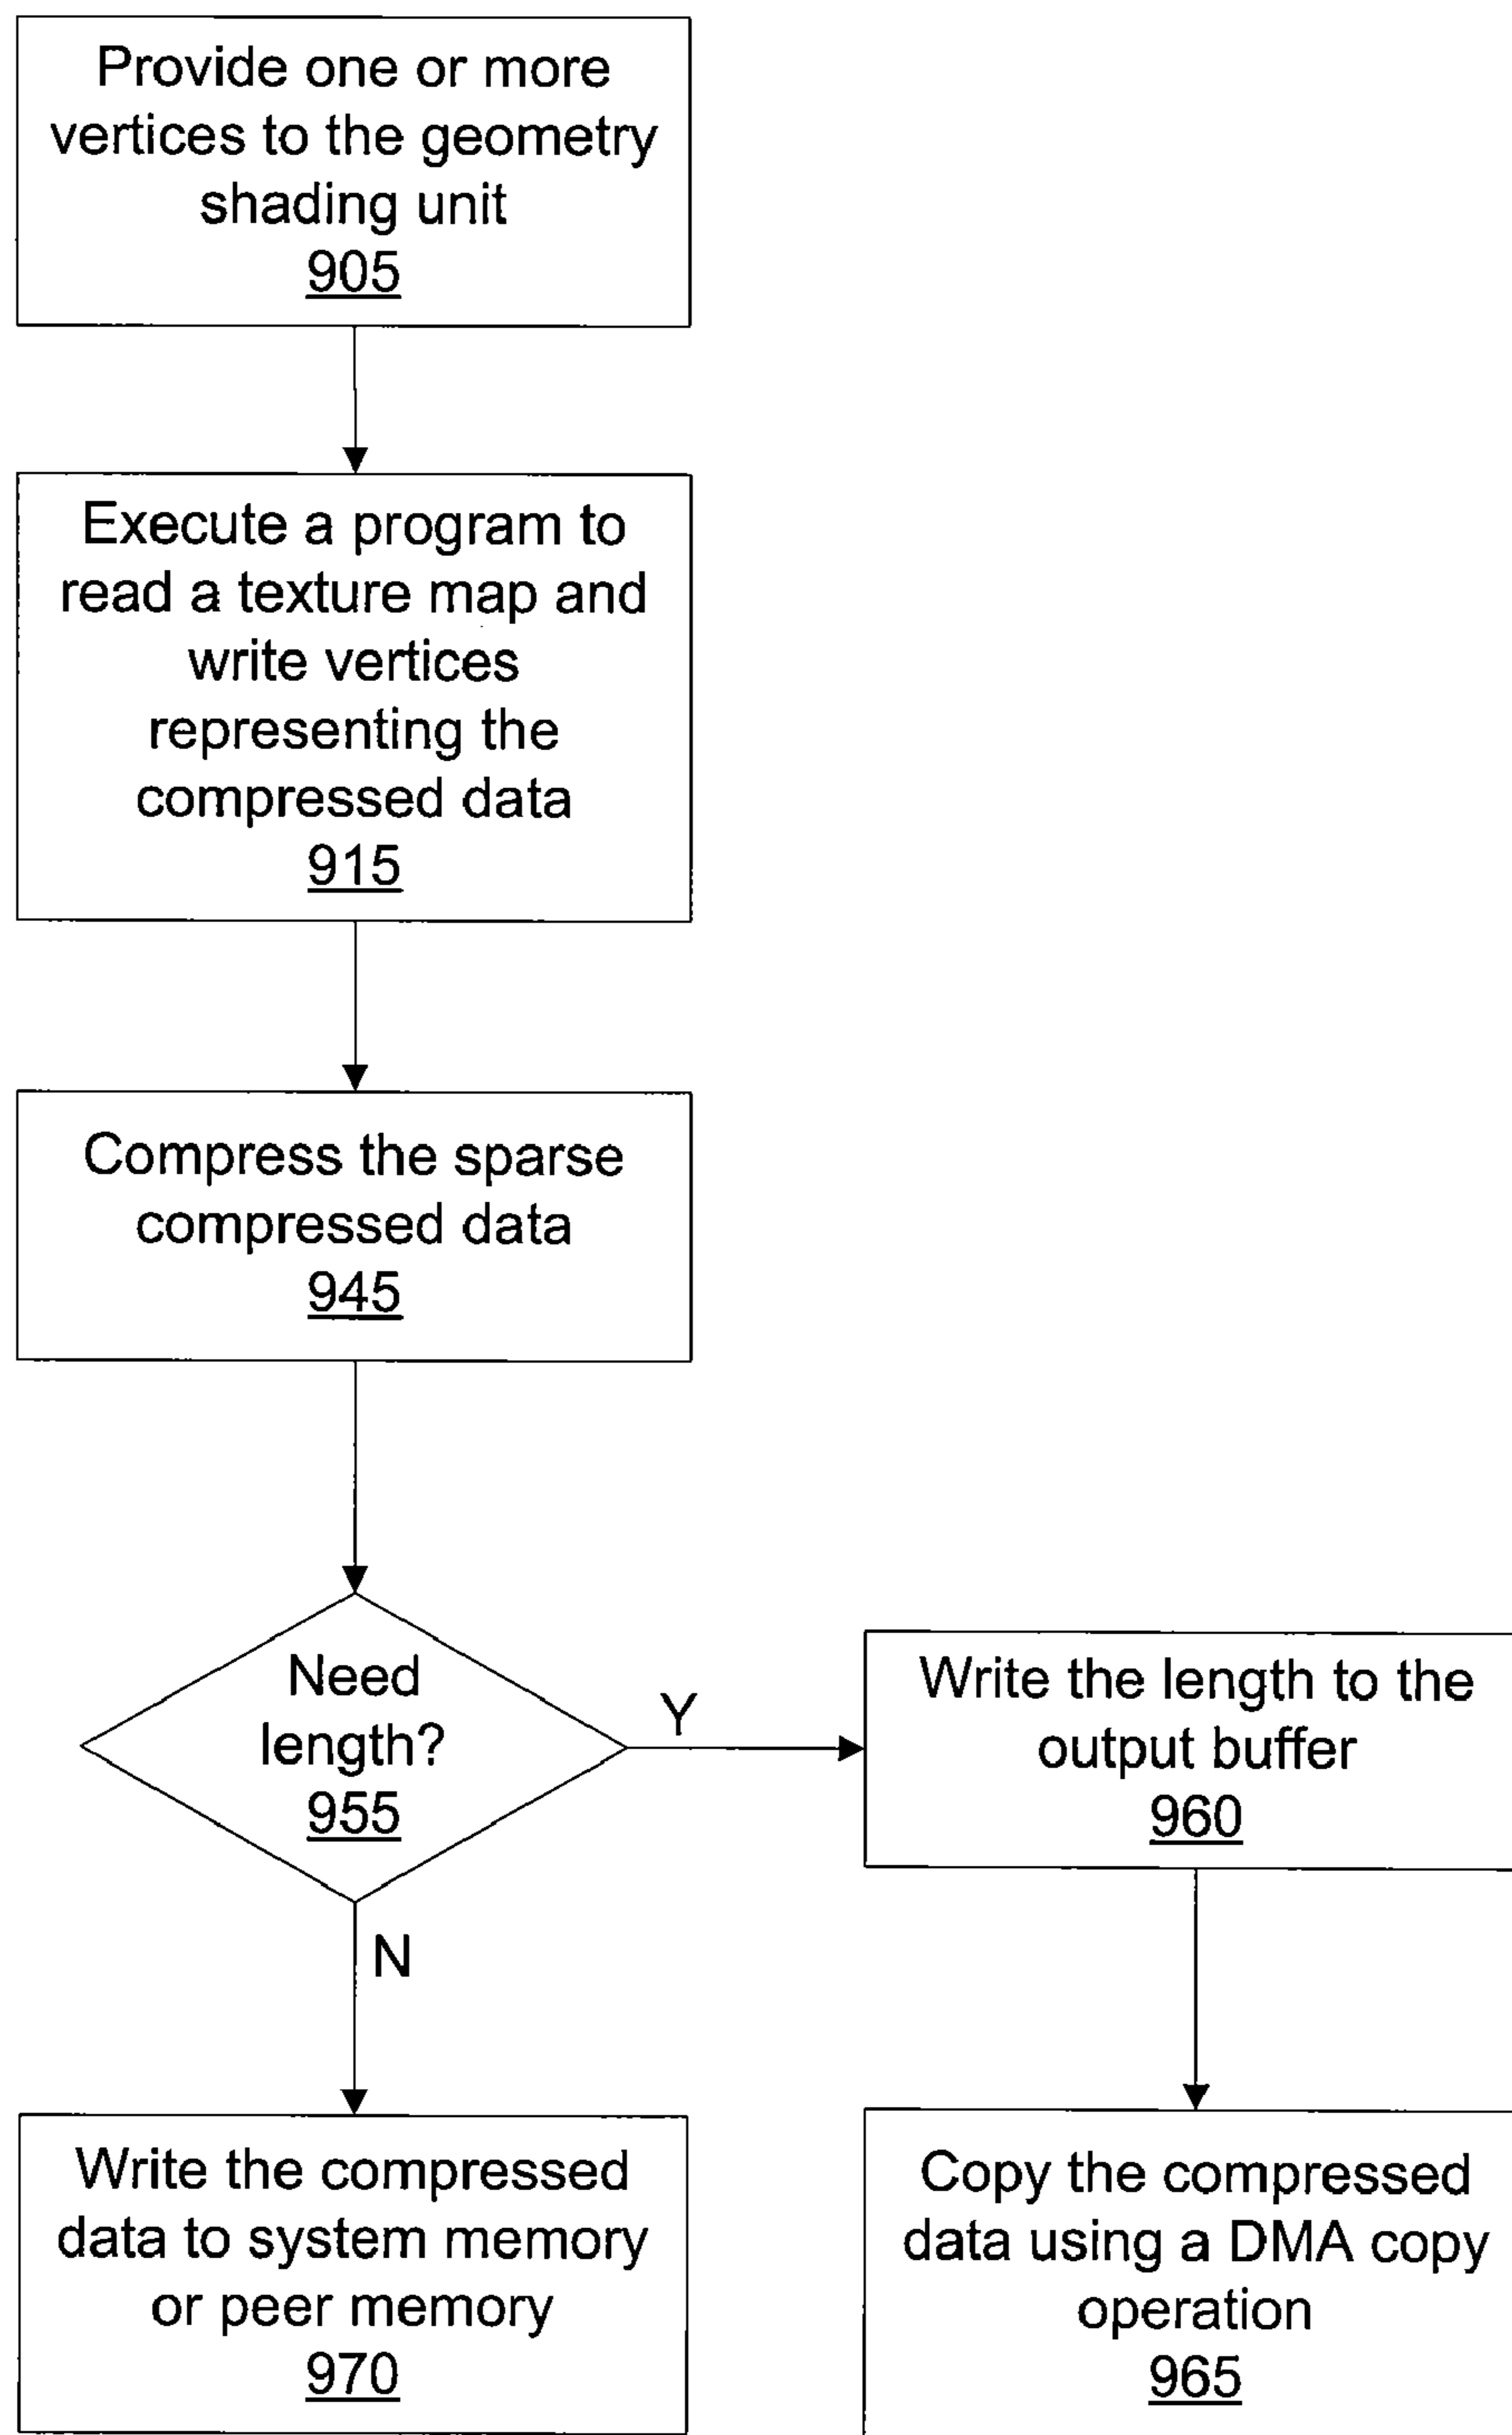 Provide one or more
vertices to the geometry
shading unit
905
Execute a program to
read a texture map and
write vertices
representing the
compressed data
915
Compress the sparse
compressed data
945
Need
length?
955
Y
Write the length to the
output buffer
960
N
Write the compressed
data to system memory
or peer memory
970
Copy the compressed
data using a DMA copy
operation
965